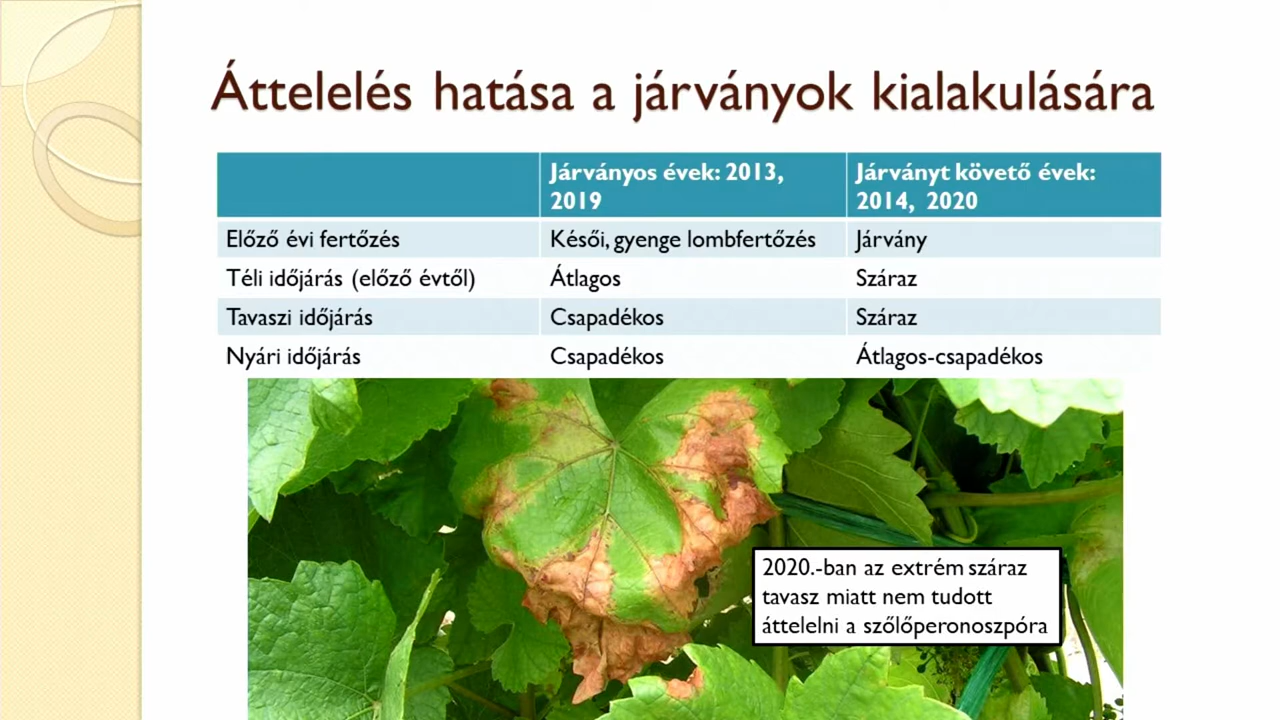 Áttelelés hatása a járványok kialakulására
Járványos évek: 2013,
2019
Járványt követő évek:
2014, 2020
Előző évi fertőzés
Késői, gyenge lombfertőzés
Járvány
Téli időjárás (előző évtől)
Átlagos
Száraz
Tavaszi időjárás
Csapadékos
Száraz
Nyári időjárás
Csapadékos
Átlagos-csapadékos
2020.-ban az extrém száraz
tavasz miatt nem tudott
áttelelni a szőlőperonoszpóra